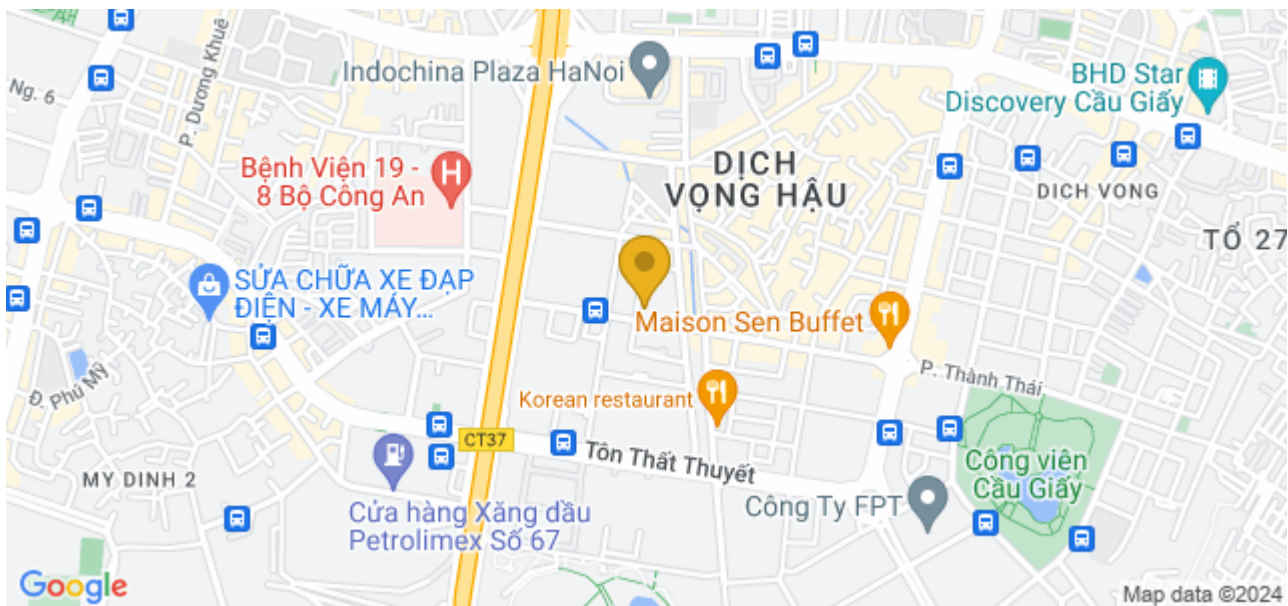 P. Dương Khuê
Ng. 6
Indochina Plaza HaNoi
BHD Star
Discovery Cầu Giấy
Bệnh Viện 19 -
8 Bộ Công An
DỊCH
VỌNG HẬU
DICH VONG
TỔ 27
SỬA CHỮA XE ĐẠP
ĐIỆN - XE MÁY...
Maison Sen Buffet
Đ. Phú Mỹ
P. Thành Thái
Korean restaurant
CT37
Tôn Thất Thuyết
Công viên
Cầu Giấy
MY DINH 2
Công Ty FPT
Cửa hàng Xăng dầu
Petrolimex Số 67
Google
Map data ©2024